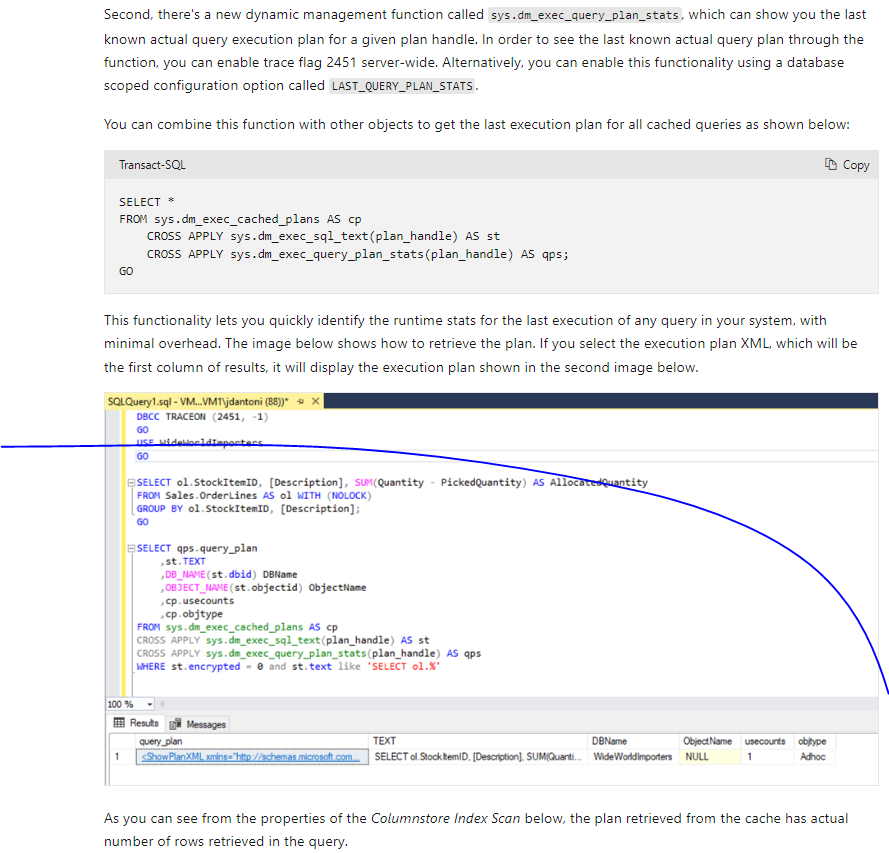 Second, there's a new dynamic management function called sys.dm_exec_query_plan_stats, which can show you the last
known actual query execution plan for a given plan handle. In order to see the last known actual query plan through the
function, you can enable trace flag 2451 server-wide. Alternatively, you can enable this functionality using a database
scoped configuration option called LAST_QUERY_PLAN_STATS.
You can combine this function with other objects to get the last execution plan for all cached queries as shown below:
Transact-SQL Copy
SELECT *
FROM sys.dm_exec_cached_plans AS cp
CROSS APPLY sys.dm_exec_sql_text(plan_handle) AS st
CROSS APPLY sys.dm_exec_query_plan_stats(plan_handle) AS qps;
GO
This functionality lets you quickly identify the runtime stats for the last execution of any query in your system, with
minimal overhead. The image below shows how to retrieve the plan. If you select the execution plan XML, which will be
the first column of results, it will display the execution plan shown in the second image below.
SQLQuery1.sql - VM...VM1\jdantoni (88))*
DBCC TRACEON (2451, -1)
GO
USE WideWorldImporters
GO
SELECT ol.StockItemID, [Description], SUM(Quantity - PickedQuantity) AS AllocatedQuantity
FROM Sales.OrderLines AS ol WITH (NOLOCK)
GROUP BY ol.StockItemID, [Description];
GO
SELECT qps.query_plan
,st.TEXT
,DB_NAME(st.dbid) DBName
,OBJECT_NAME(st.objectid) ObjectName
,cp.usecounts
,cp.objtype
FROM sys.dm_exec_cached_plans AS cp
CROSS APPLY sys.dm_exec_sql_text(plan_handle) AS st
CROSS APPLY sys.dm_exec_query_plan_stats(plan_handle) AS qps
WHERE st.encrypted = 0 and st.text like 'SELECT ol.%'
100 %
Results Messages
query_plan TEXT DBName ObjectName usecounts objtype
1 <ShowPlanXML xmlns="http://schemas.microsoft.com... SELECT ol.StockItemID, [Description], SUM(Quanti... WideWorldImporters NULL 1 Adhoc
As you can see from the properties of the Columnstore Index Scan below, the plan retrieved from the cache has actual
number of rows retrieved in the query.